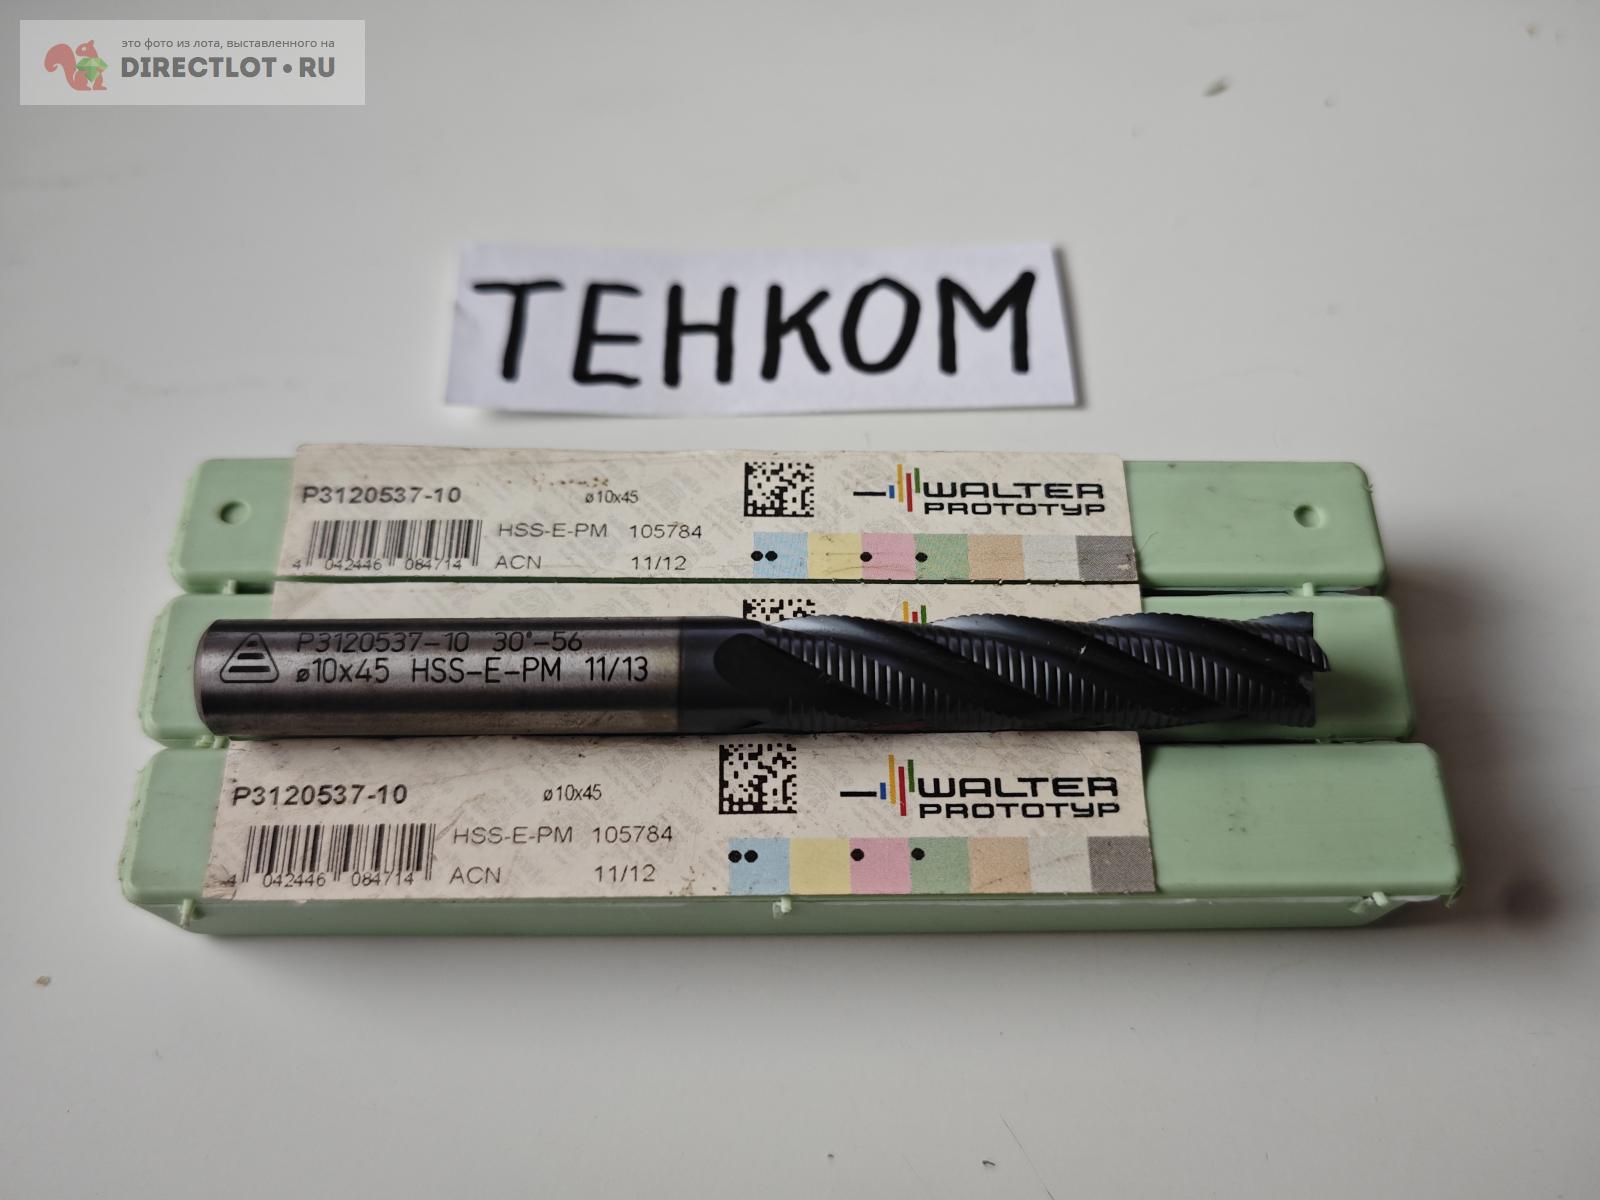 это фото из лота, выставленного на
DIRECTLOT•RU
ТЕНКОМ
P3120537-10 ø10x45
WALTER
PROTOTYP
HSS-E-PM 105784
4 042446 084714 ACN 11/12
P3120537-10 30°-56
ø10x45 HSS-E-PM 11/13
P3120537-10 ø10x45
WALTER
PROTOTYP
HSS-E-PM 105784
4 042446 084714 ACN 11/12